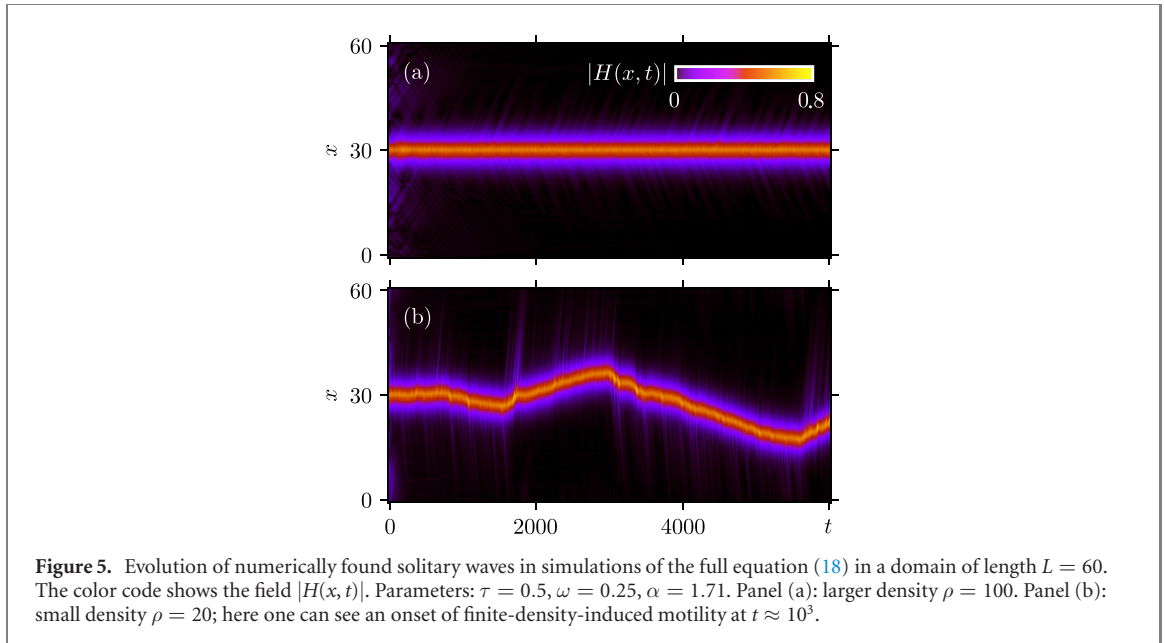 60
(a)
|H(x, t)|
0 0.8
x 30
0
60
(b)
x 30
0
0 2000 4000 t
Figure 5. Evolution of numerically found solitary waves in simulations of the full equation (18) in a domain of length L = 60.
The color code shows the field |H(x, t)|. Parameters: τ = 0.5, ω = 0.25, α = 1.71. Panel (a): larger density ρ = 100. Panel (b):
small density ρ = 20; here one can see an onset of finite-density-induced motility at t ≈ 10³.